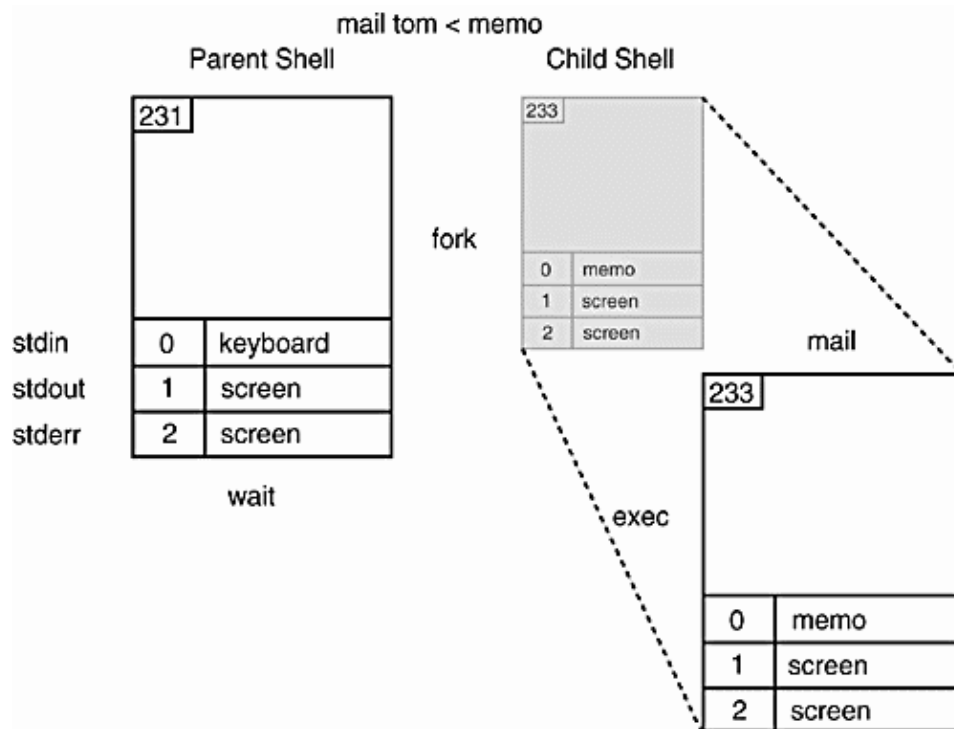 mail tom < memo
Parent Shell
Child Shell
231
233
fork
0 memo
1 screen
2 screen
stdin 0 keyboard
stdout 1 screen
stderr 2 screen
wait
mail
233
exec
0 memo
1 screen
2 screen